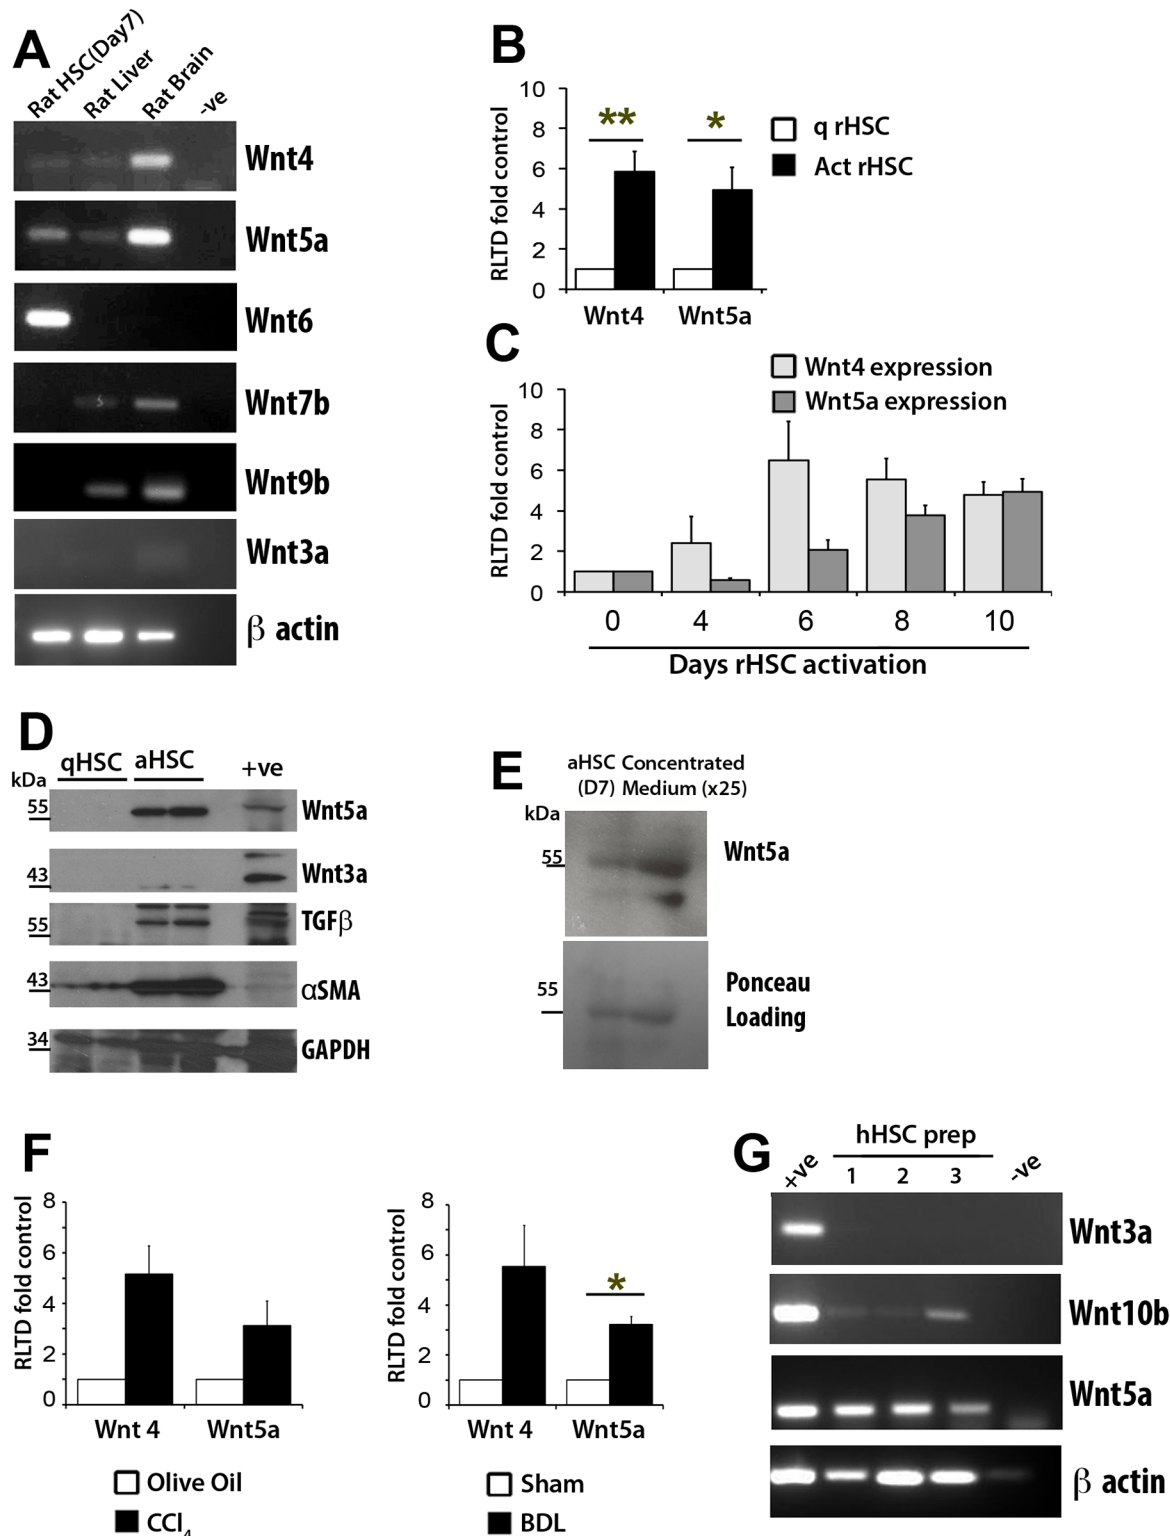 A
Rat HSC(Day7)
Rat Liver
Rat Brain
-ve
Wnt4
Wnt5a
Wnt6
Wnt7b
Wnt9b
Wnt3a
β actin
B
10
8
6
4
2
0
RLTD fold control
** *
q rHSC
Act rHSC
Wnt4 Wnt5a
C
Wnt4 expression
Wnt5a expression
10
8
6
4
2
0
RLTD fold control
0 4 6 8 10
Days rHSC activation
D
qHSC aHSC +ve
kDa
55 Wnt5a
43 Wnt3a
55 TGFβ
43 αSMA
34 GAPDH
E
aHSC Concentrated
(D7) Medium (x25)
kDa
55 Wnt5a
55 Ponceau
Loading
F
8
6
4
2
0
RLTD fold control
Wnt 4 Wnt5a
Olive Oil
CCl4
8
6
4
2
0
RLTD fold control
*
Wnt 4 Wnt5a
Sham
BDL
G
hHSC prep
+ve 1 2 3 -ve
Wnt3a
Wnt10b
Wnt5a
β actin